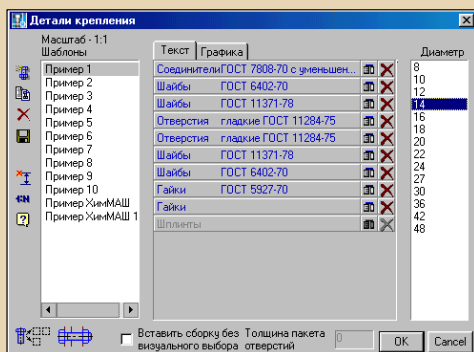 Детали крепления
Масштаб - 1:1
Шаблоны
Текст
Графика
Диаметр
Пример 1
Пример 2
Пример 3
Пример 4
Пример 5
Пример 6
Пример 7
Пример 8
Пример 9
Пример 10
Пример ХимМАШ
Пример ХимМАШ 1
Соединители ГОСТ 7808-70 с уменьшен...
Шайбы ГОСТ 6402-70
Шайбы ГОСТ 11371-78
Отверстия гладкие ГОСТ 11284-75
Отверстия гладкие ГОСТ 11284-75
Шайбы ГОСТ 11371-78
Шайбы ГОСТ 6402-70
Гайки ГОСТ 5927-70
Гайки
Шплинты
8
10
12
14
16
18
20
22
24
27
30
36
42
48
1:N
Вставить сборку без визуального выбора
Толщина пакета отверстий
0
OK
Cancel